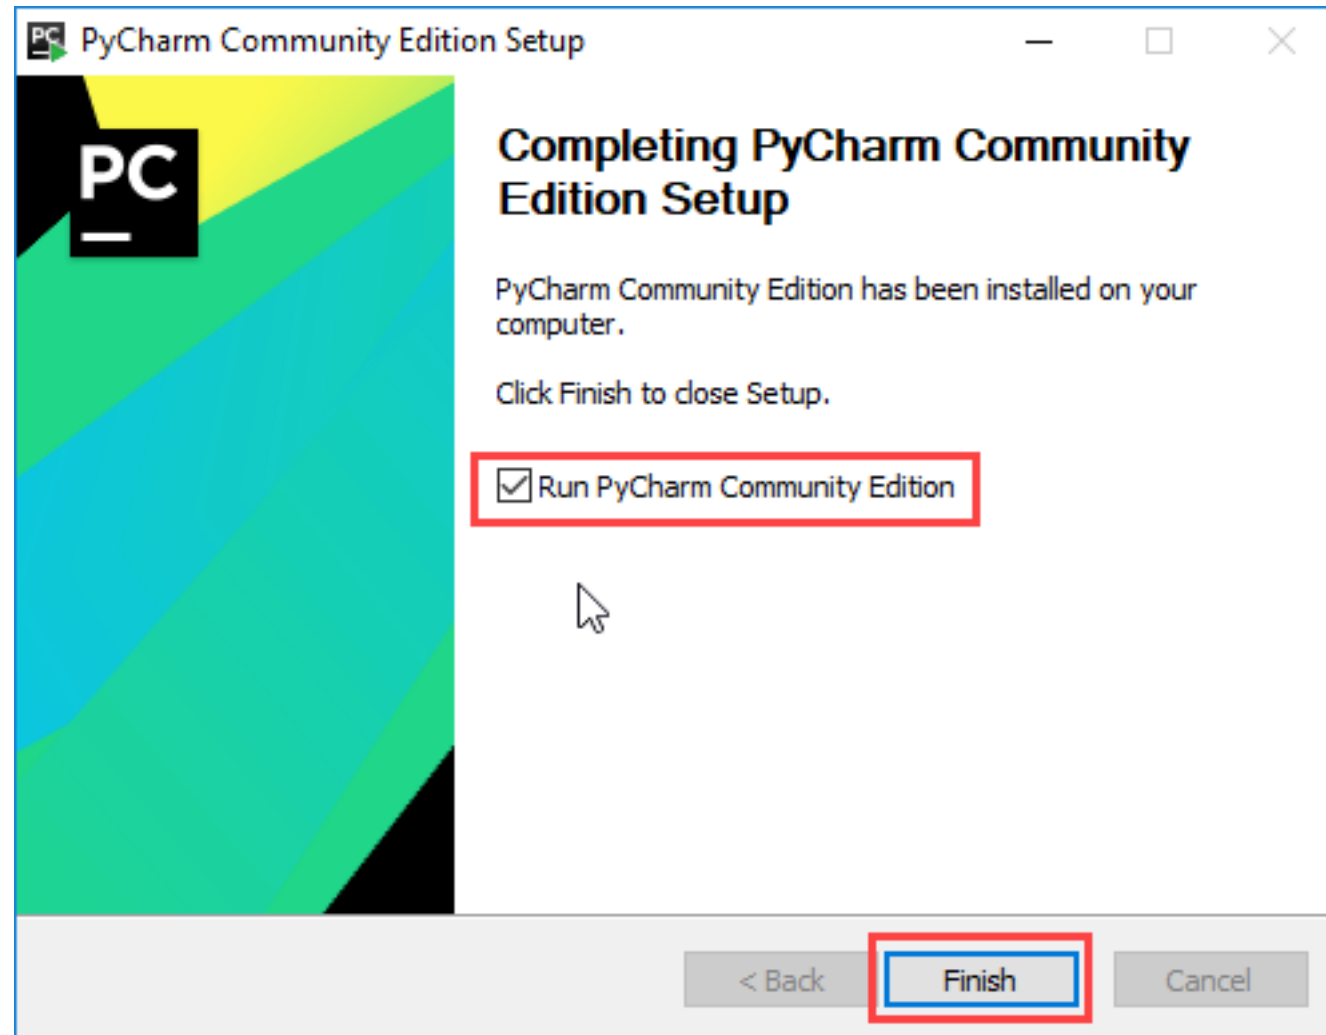 PyCharm Community Edition Setup
PC
Completing PyCharm Community
Edition Setup
PyCharm Community Edition has been installed on your
computer.
Click Finish to close Setup.
Run PyCharm Community Edition
< Back
Finish
Cancel